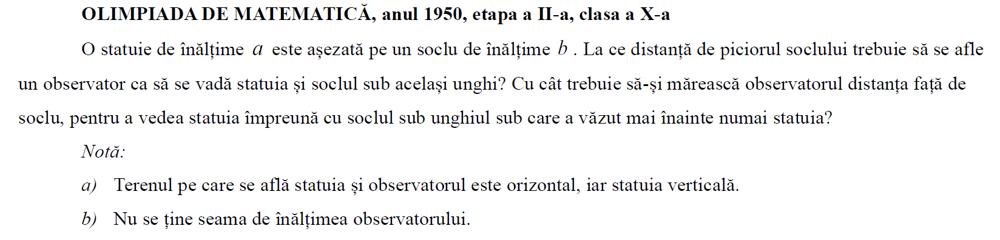 OLIMPIADA DE MATEMATICĂ, anul 1950, etapa a II-a, clasa a X-a
O statuie de înălțime a este așezată pe un soclu de înălțime b . La ce distanță de piciorul soclului trebuie să se afle
un observator ca să se vadă statuia și soclul sub același unghi? Cu cât trebuie să-și mărească observatorul distanța față de
soclu, pentru a vedea statuia împreună cu soclul sub unghiul sub care a văzut mai înainte numai statuia?
Notă:
a) Terenul pe care se află statuia și observatorul este orizontal, iar statuia verticală.
b) Nu se ține seama de înălțimea observatorului.